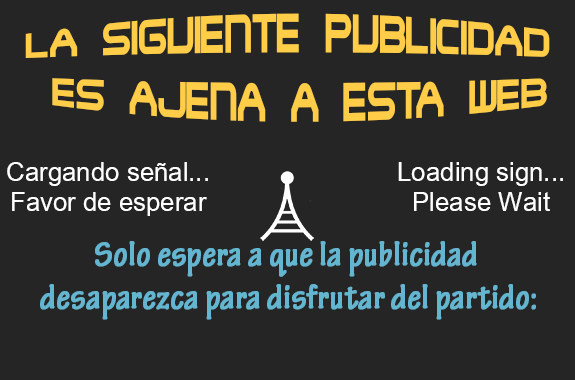 LA SIGUIENTE PUBLICIDAD
ES AJENA A ESTA WEB
Cargando señal...
Favor de esperar
Loading sign...
Please Wait
Solo espera a que la publicidad
desaparezca para disfrutar del partido: